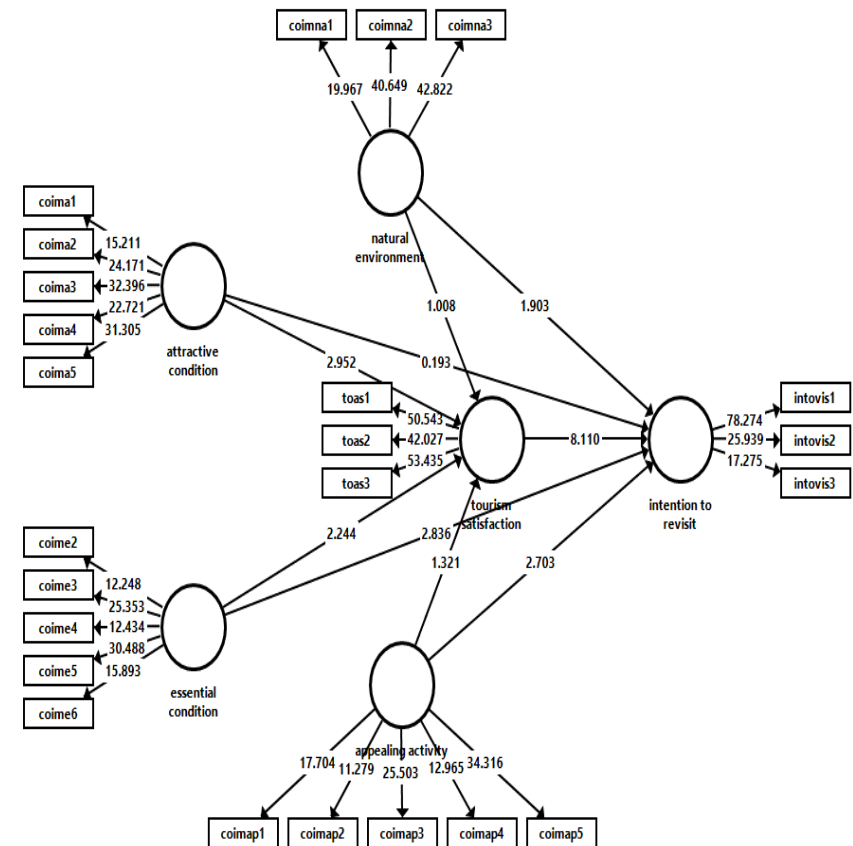 coimna1 coimna2 coimna3
19.967 40.649 42.822
natural
environment
coima1
coima2
coima3
coima4
coima5
15.211
24.171
32.396
22.721
31.305
attractive
condition
1.008
1.903
2.952
0.193
toas1
toas2
toas3
50.543
42.027
53.435
tourism
satisfaction
8.110
intention to
revisit
78.274
25.939
17.275
intovis1
intovis2
intovis3
2.244
2.836
1.321
2.703
coime2
coime3
coime4
coime5
coime6
12.248
25.353
12.434
30.488
15.893
essential
condition
appealing activity
17.704 11.279 25.503 12.965 34.316
coimap1 coimap2 coimap3 coimap4 coimap5